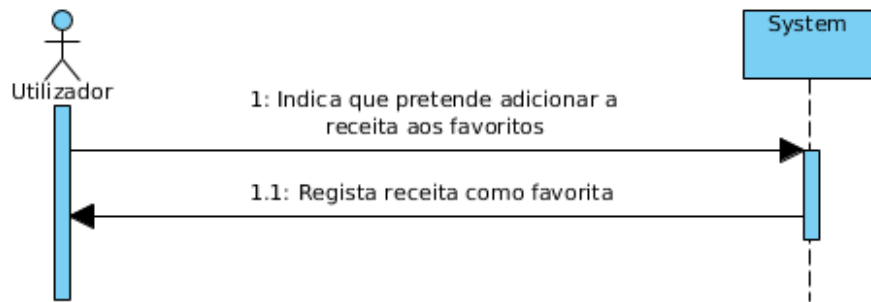 System
Utilizador
1: Indica que pretende adicionar a
receita aos favoritos
1.1: Regista receita como favorita